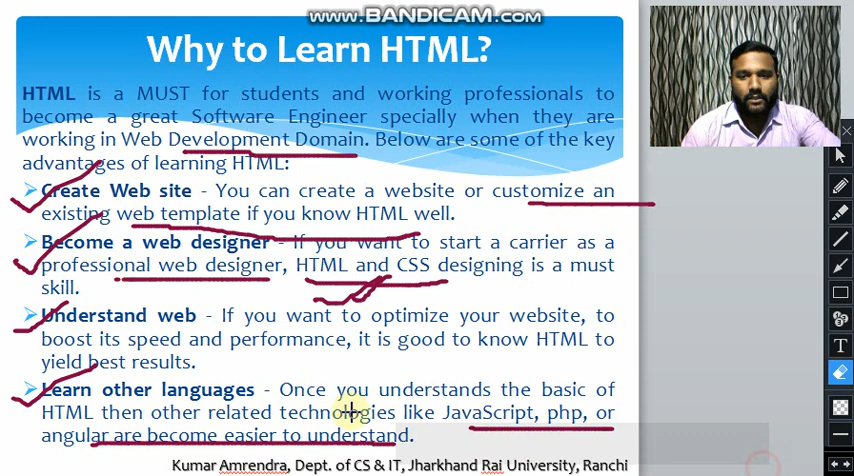 www.BANDICAM.com
Why to Learn HTML?
HTML is a MUST for students and working professionals to
become a great Software Engineer specially when they are
working in Web Development Domain. Below are some of the key
advantages of learning HTML:
Create Web site - You can create a website or customize an
existing web template if you know HTML well.
Become a web designer - If you want to start a carrier as a
professional web designer, HTML and CSS designing is a must
skill.
Understand web - If you want to optimize your website, to
boost its speed and performance, it is good to know HTML to
yield best results.
Learn other languages - Once you understands the basic of
HTML then other related technologies like JavaScript, php, or
angular are become easier to understand.
Kumar Amrendra, Dept. of CS & IT, Jharkhand Rai University, Ranchi